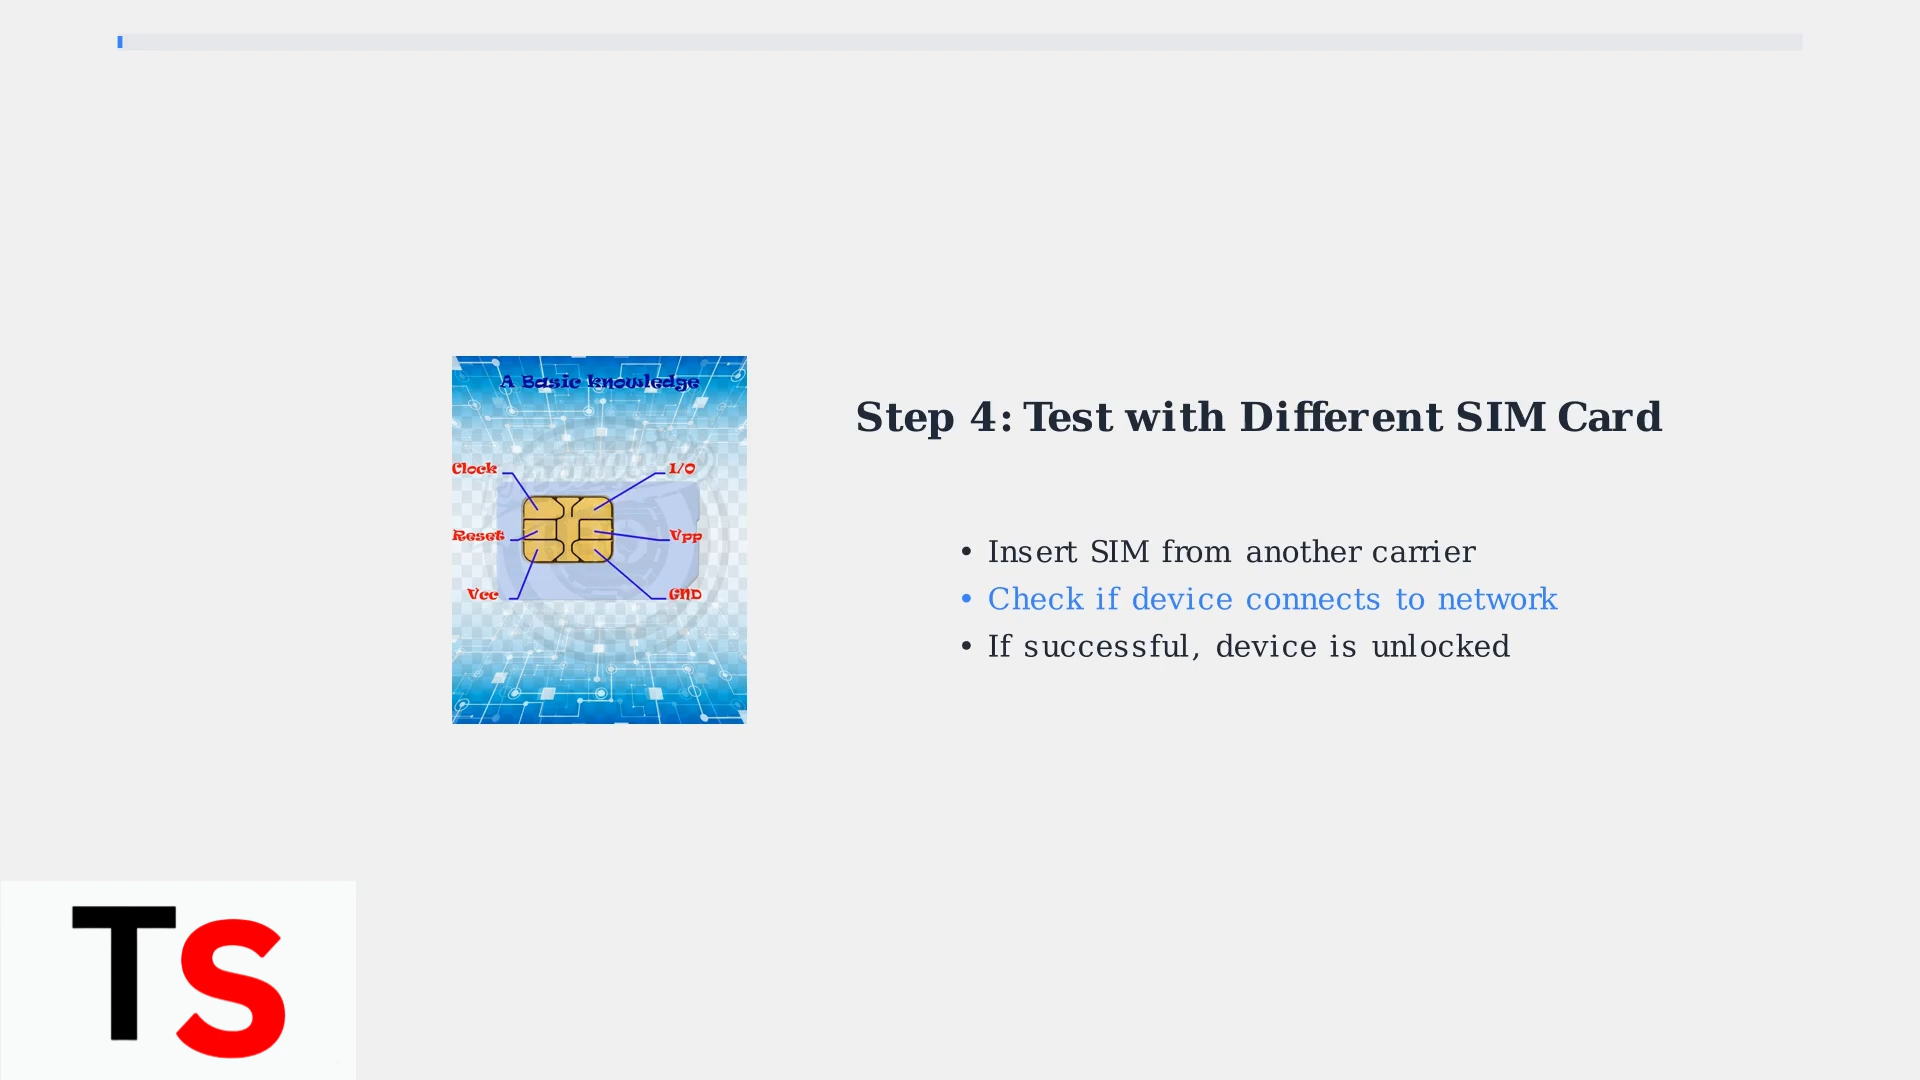 A Basic knowledge
Clock
I/O
Reset
Vpp
Vcc
GND
Step 4: Test with Different SIM Card
• Insert SIM from another carrier
• Check if device connects to network
• If successful, device is unlocked
TS